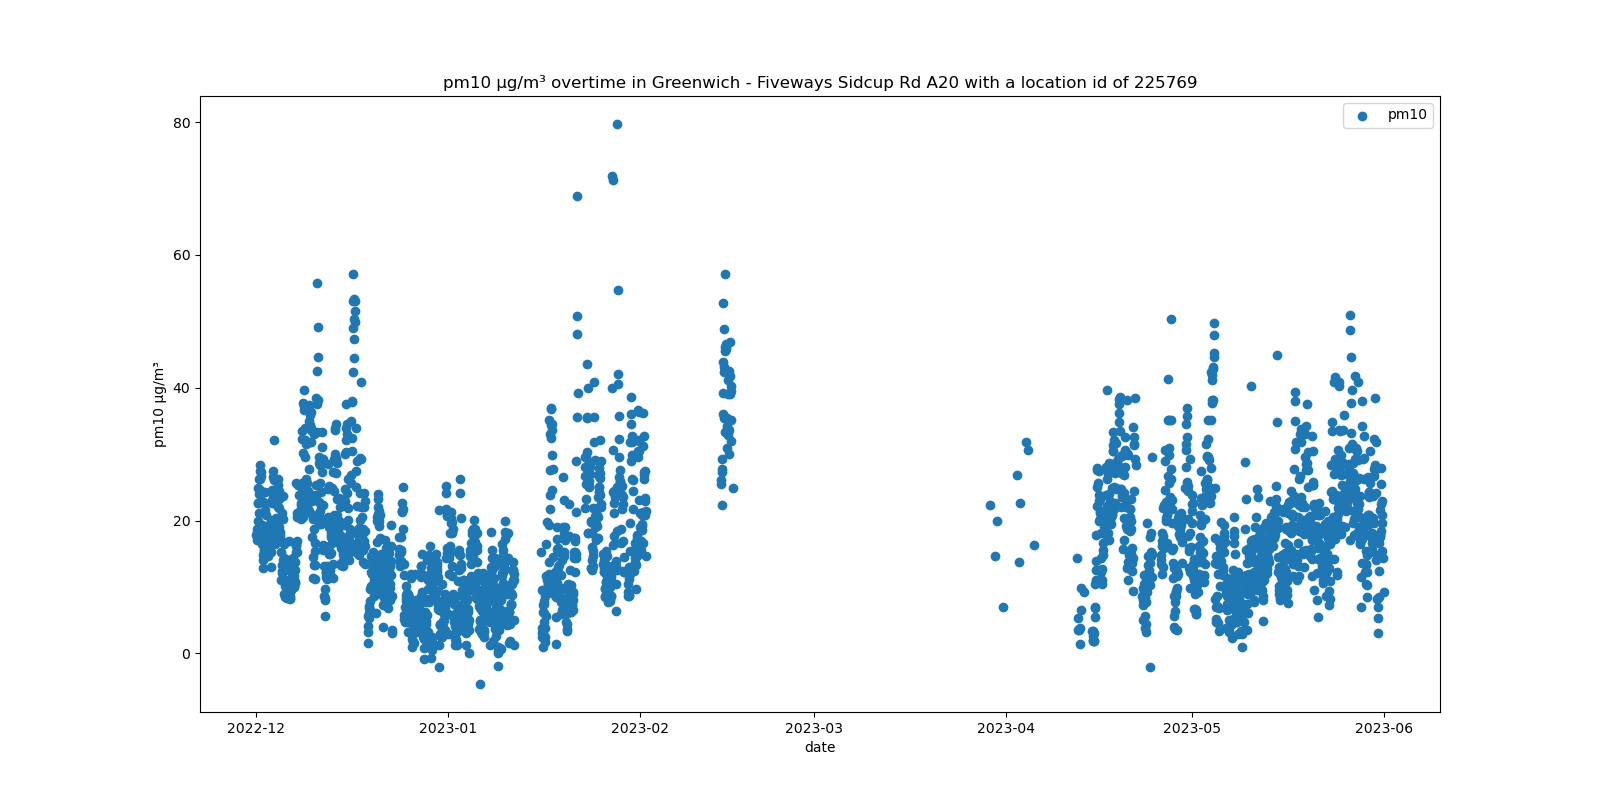 pm10 µg/m³ overtime in Greenwich - Fiveways Sidcup Rd A20 with a location id of 225769
pm10
80
60
40
20
0
pm10 µg/m³
2022-12 2023-01 2023-02 2023-03 2023-04 2023-05 2023-06
date